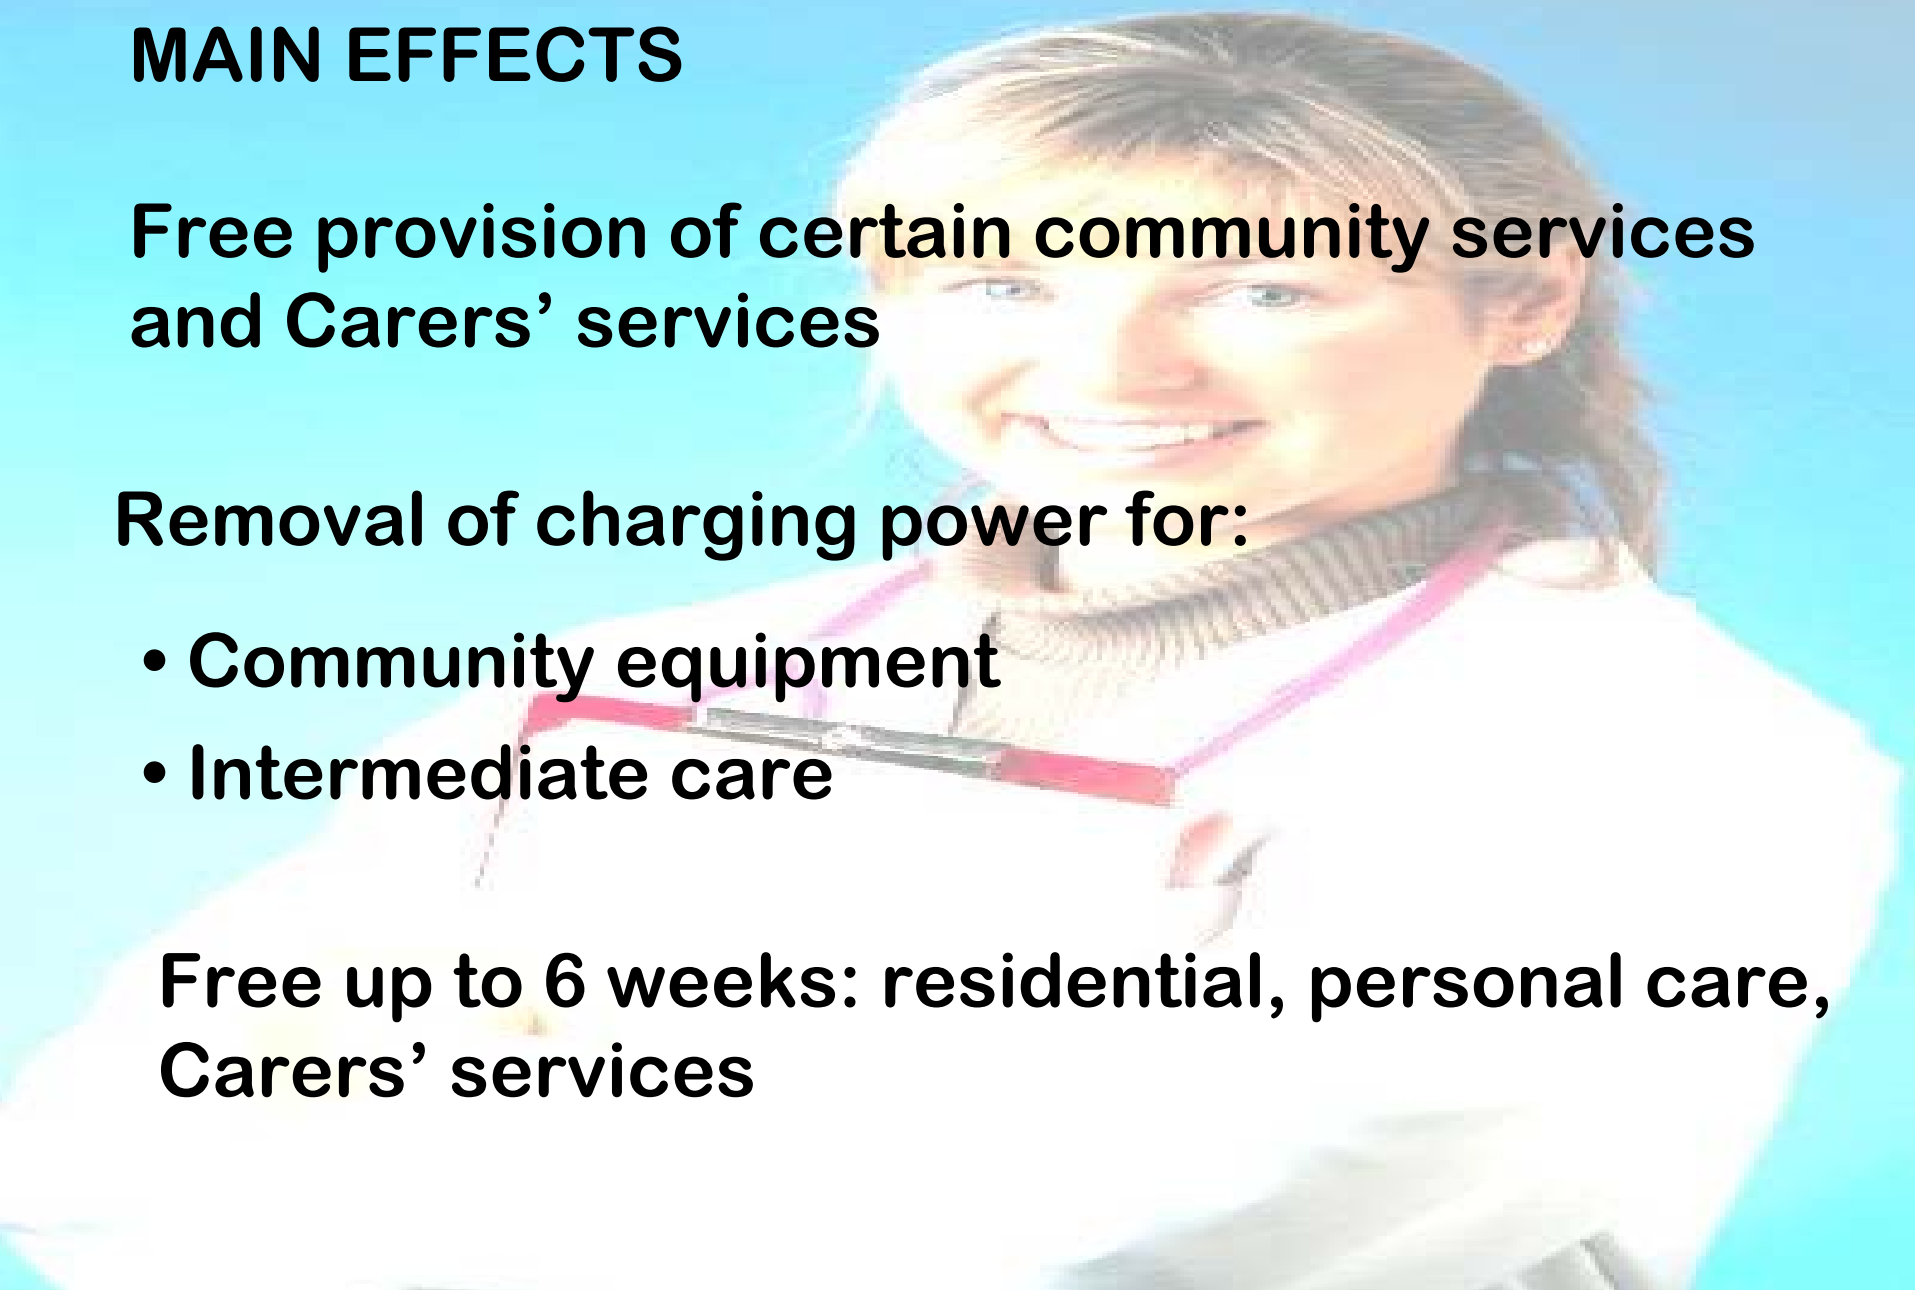 MAIN EFFECTS
Free provision of certain community services
and Carers’ services
Removal of charging power for:
• Community equipment
• Intermediate care
Free up to 6 weeks: residential, personal care,
Carers’ services